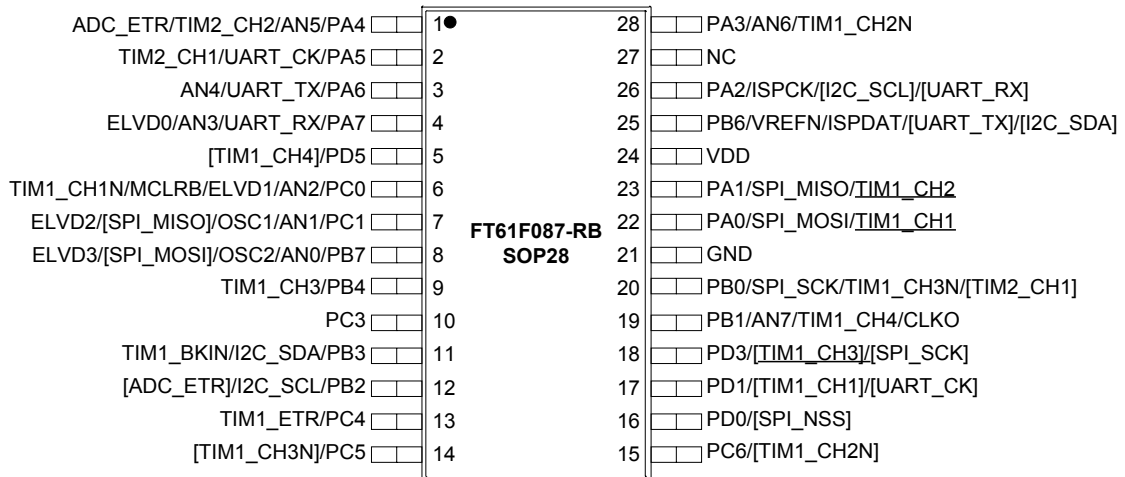 ADC_ETR/TIM2_CH2/AN5/PA4 1 28 PA3/AN6/TIM1_CH2N
TIM2_CH1/UART_CK/PA5 2 27 NC
AN4/UART_TX/PA6 3 26 PA2/ISPCK/[I2C_SCL]/[UART_RX]
ELVD0/AN3/UART_RX/PA7 4 25 PB6/VREFN/ISPDAT/[UART_TX]/[I2C_SDA]
[TIM1_CH4]/PD5 5 24 VDD
TIM1_CH1N/MCLRB/ELVD1/AN2/PC0 6 23 PA1/SPI_MISO/TIM1_CH2
ELVD2/[SPI_MISO]/OSC1/AN1/PC1 7 FT61F087-RB 22 PA0/SPI_MOSI/TIM1_CH1
ELVD3/[SPI_MOSI]/OSC2/AN0/PB7 8 SOP28 21 GND
TIM1_CH3/PB4 9 20 PB0/SPI_SCK/TIM1_CH3N/[TIM2_CH1]
PC3 10 19 PB1/AN7/TIM1_CH4/CLKO
TIM1_BKIN/I2C_SDA/PB3 11 18 PD3/[TIM1_CH3]/[SPI_SCK]
[ADC_ETR]/I2C_SCL/PB2 12 17 PD1/[TIM1_CH1]/[UART_CK]
TIM1_ETR/PC4 13 16 PD0/[SPI_NSS]
[TIM1_CH3N]/PC5 14 15 PC6/[TIM1_CH2N]